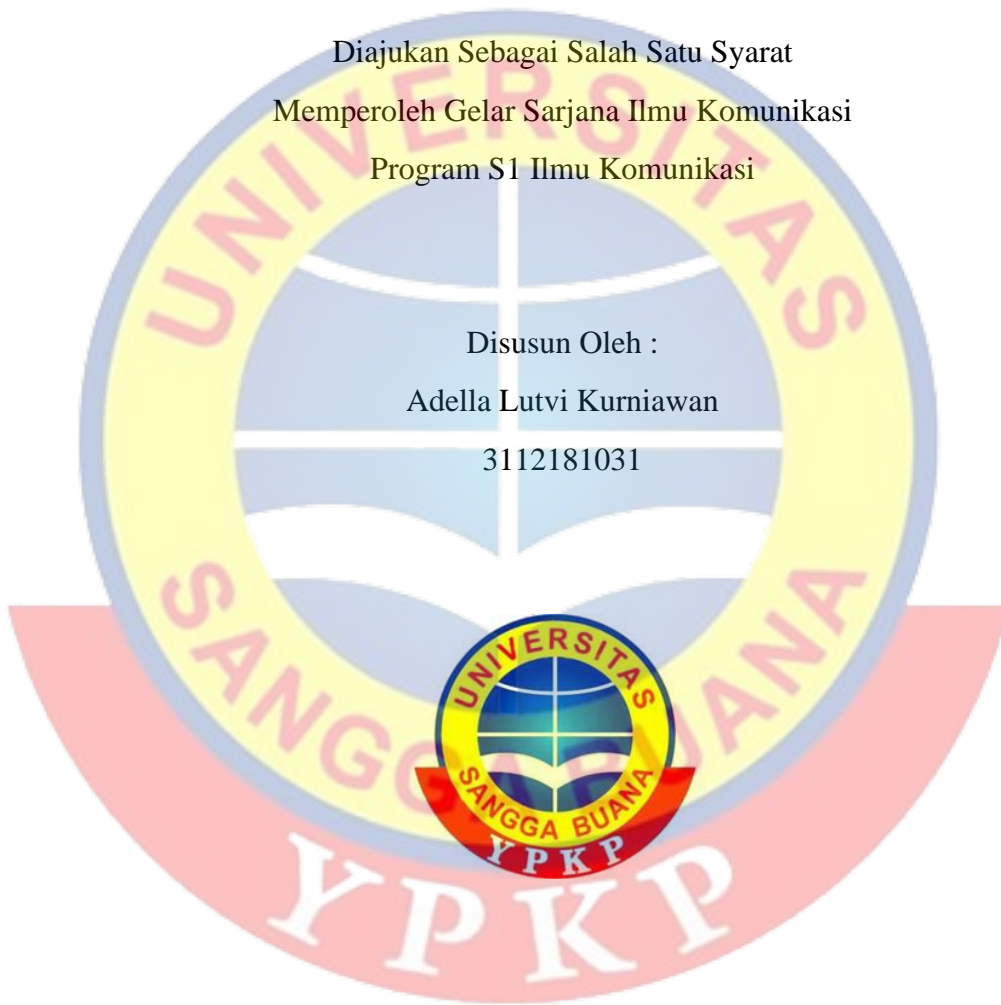 Diajukan Sebagai Salah Satu Syarat
Memperoleh Gelar Sarjana Ilmu Komunikasi
Program S1 Ilmu Komunikasi
Disusun Oleh :
Adella Lutvi Kurniawan
3112181031
UNIVERSITAS
SANGGA BUANA
YPKP
UNIVERSITAS
SANGGA BUANA
YPKP